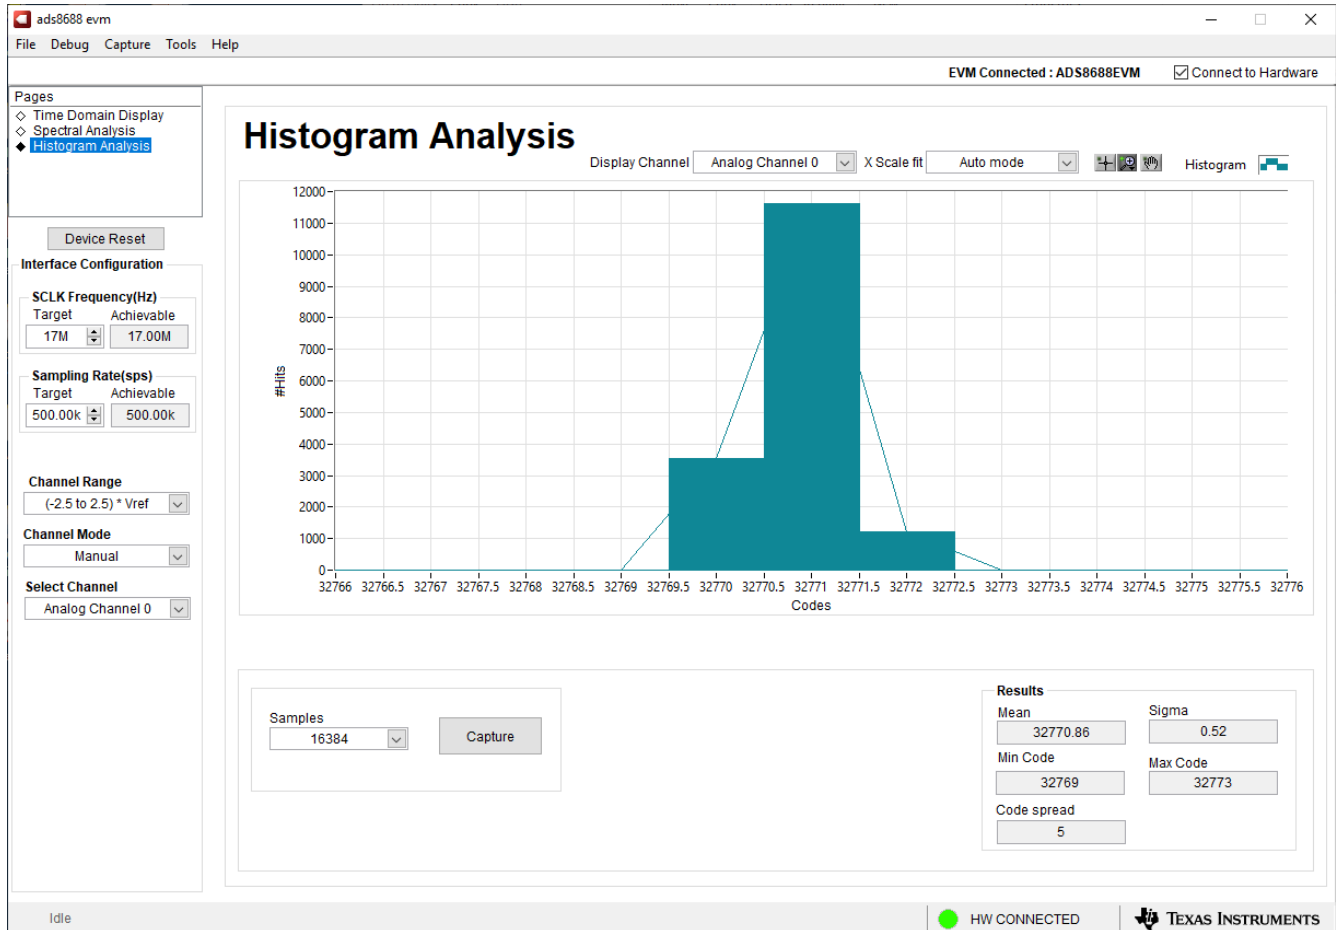 ads8688 evm
File Debug Capture Tools Help
EVM Connected : ADS8688EVM Connect to Hardware
Pages
Time Domain Display
Spectral Analysis
Histogram Analysis
Device Reset
Interface Configuration
SCLK Frequency(Hz)
Target Achievable
17M 17.00M
Sampling Rate(sps)
Target Achievable
500.00k 500.00k
Channel Range
(-2.5 to 2.5) * Vref
Channel Mode
Manual
Select Channel
Analog Channel 0
Histogram Analysis
Display Channel Analog Channel 0 X Scale fit Auto mode Histogram
12000
11000
10000
9000
8000
7000
6000
5000
4000
3000
2000
1000
0
#Hits
32766 32766.5 32767 32767.5 32768 32768.5 32769 32769.5 32770 32770.5 32771 32771.5 32772 32772.5 32773 32773.5 32774 32774.5 32775 32775.5 32776
Codes
Samples
16384
Capture
Results
Mean Sigma
32770.86 0.52
Min Code Max Code
32769 32773
Code spread
5
Idle HW CONNECTED TEXAS INSTRUMENTS